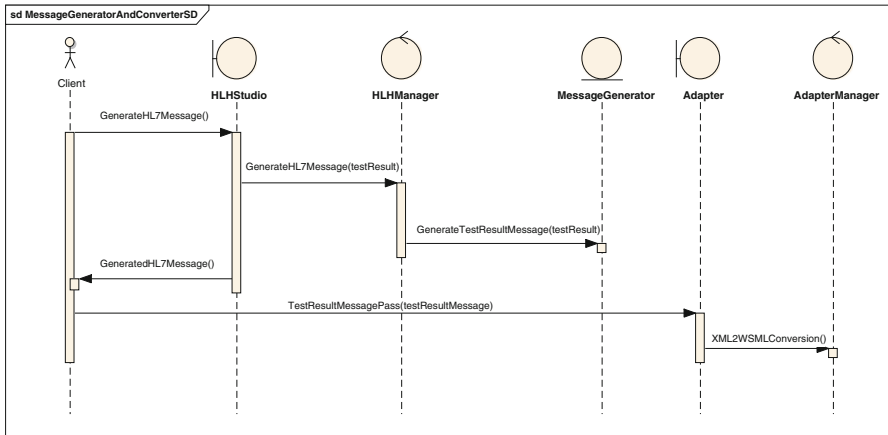 sd MessageGeneratorAndConverterSD
Client
HLHStudio
HLHManager
MessageGenerator
Adapter
AdapterManager
GenerateHL7Message()
GenerateHL7Message(testResult)
GenerateTestResultMessage(testResult)
GeneratedHL7Message()
TestResultMessagePass(testResultMessage)
XML2WSMLConversion()